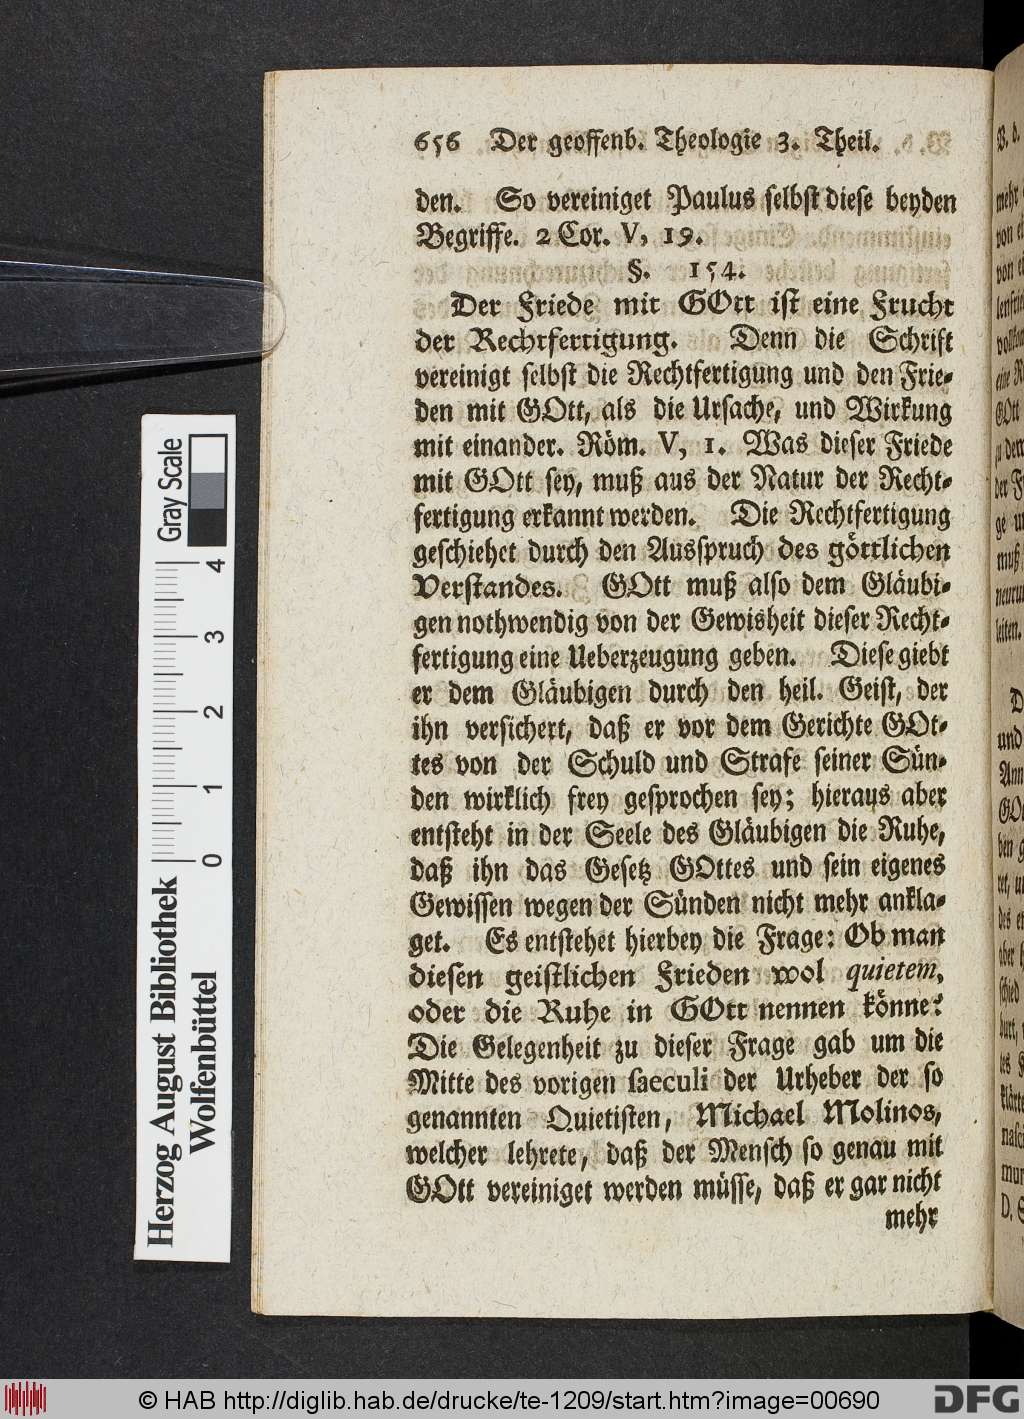 656 Der geoffenb. Theologie 3. Theil.
den. So vereiniget Paulus selbst diese beyden
Begriffe. 2 Cor. V, 19.
§. 154.
Der Friede mit GOtt ist eine Frucht
der Rechtfertigung. Denn die Schrift
vereinigt selbst die Rechtfertigung und den Frie-
den mit GOtt, als die Ursache, und Wirkung
mit einander. Röm. V, 1. Was dieser Friede
mit GOtt sey, muß aus der Natur der Recht-
fertigung erkannt werden. Die Rechtfertigung
geschiehet durch den Ausspruch des göttlichen
Verstandes. GOtt muß also dem Gläubi-
gen nothwendig von der Gewisheit dieser Recht-
fertigung eine Ueberzeugung geben. Diese giebt
er dem Gläubigen durch den heil. Geist, der
ihn versichert, daß er vor dem Gerichte GOt-
tes von der Schuld und Strafe seiner Sün-
den wirklich frey gesprochen sey; hieraus aber
entsteht in der Seele des Gläubigen die Ruhe,
daß ihn das Gesetz GOttes und sein eigenes
Gewissen wegen der Sünden nicht mehr ankla-
get. Es entstehet hierbey die Frage: Ob man
diesen geistlichen Frieden wol quietem,
oder die Ruhe in GOtt nennen könne?
Die Gelegenheit zu dieser Frage gab um die
Mitte des vorigen saeculi der Urheber der so
genannten Quietisten, Michael Molinos,
welcher lehrete, daß der Mensch so genau mit
GOtt vereiniget werden müsse, daß er gar nicht
mehr
Gray Scale
4
3
2
1
0
Herzog August Bibliothek
Wolfenbüttel
© HAB http://diglib.hab.de/drucke/te-1209/start.htm?image=00690
DFG